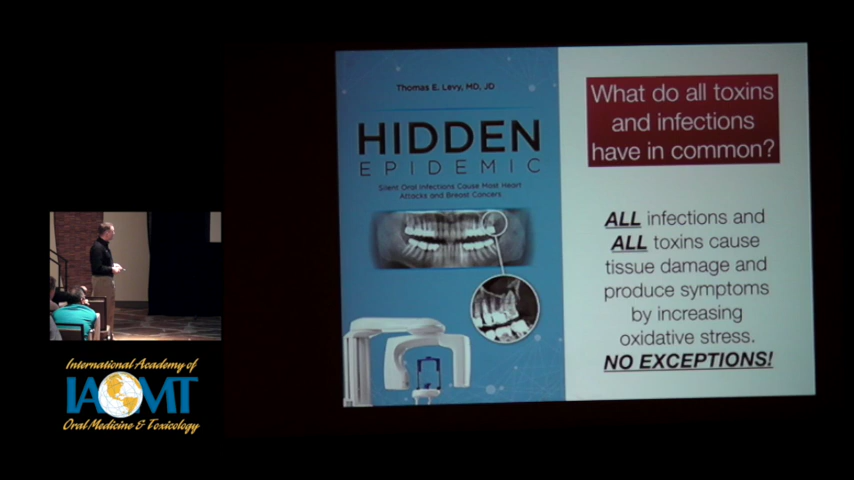 Thomas E. Levy, MD, JD
HIDDEN
EPIDEMIC
Silent Oral Infections Cause Most Heart
Attacks and Breast Cancers
What do all toxins
and infections
have in common?
ALL infections and
ALL toxins cause
tissue damage and
produce symptoms
by increasing
oxidative stress.
NO EXCEPTIONS!
International Academy of
IAOMT
Oral Medicine & Toxicology